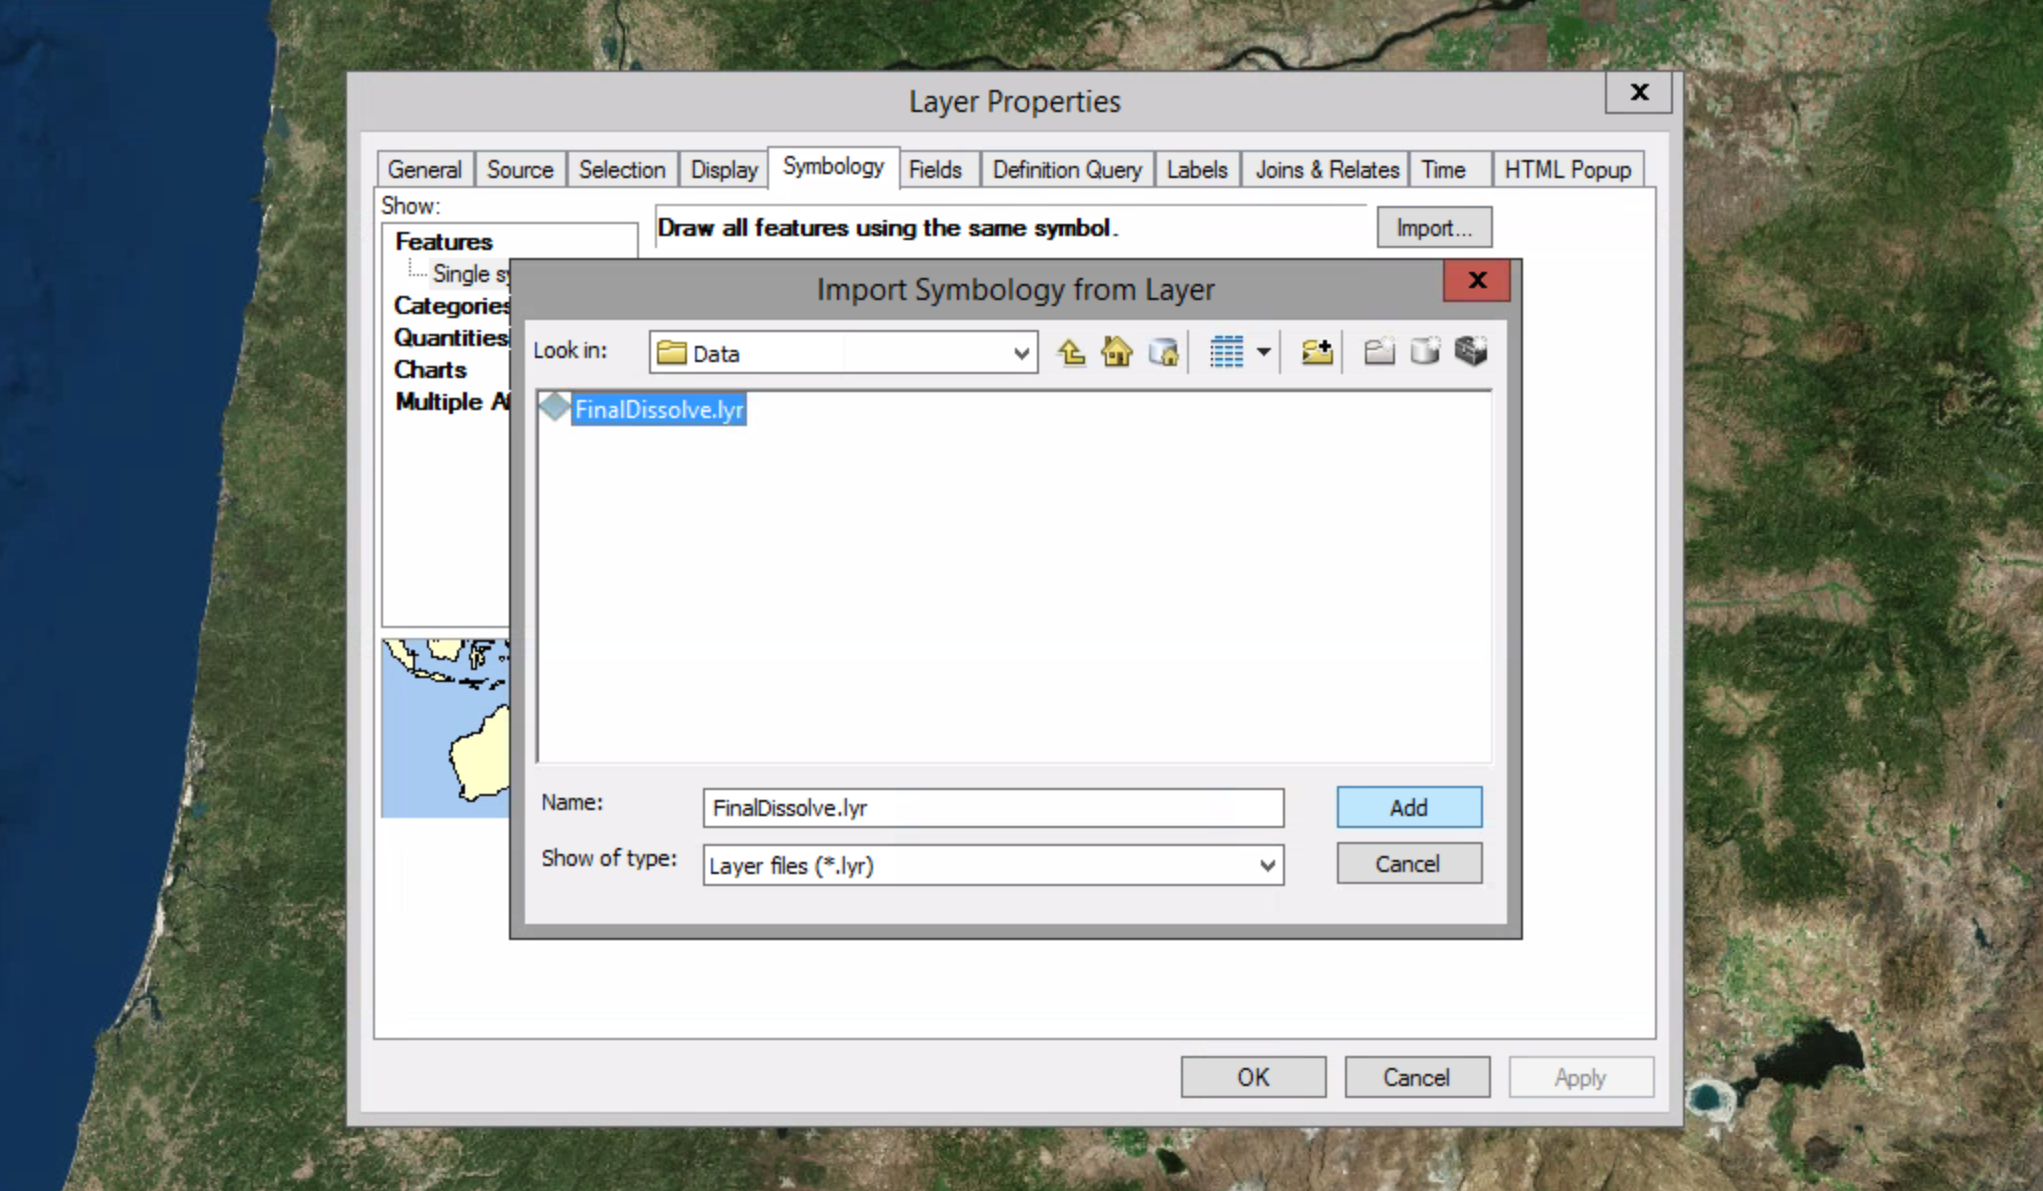 Layer Properties
x
General Source Selection Display Symbology Fields Definition Query Labels Joins & Relates Time HTML Popup
Show:
Draw all features using the same symbol.
Import...
Features
Single sy
Categories
Quantities
Charts
Multiple A
Import Symbology from Layer
x
Look in:
Data
FinalDissolve.lyr
Name:
FinalDissolve.lyr
Add
Show of type:
Layer files (*.lyr)
Cancel
OK
Cancel
Apply